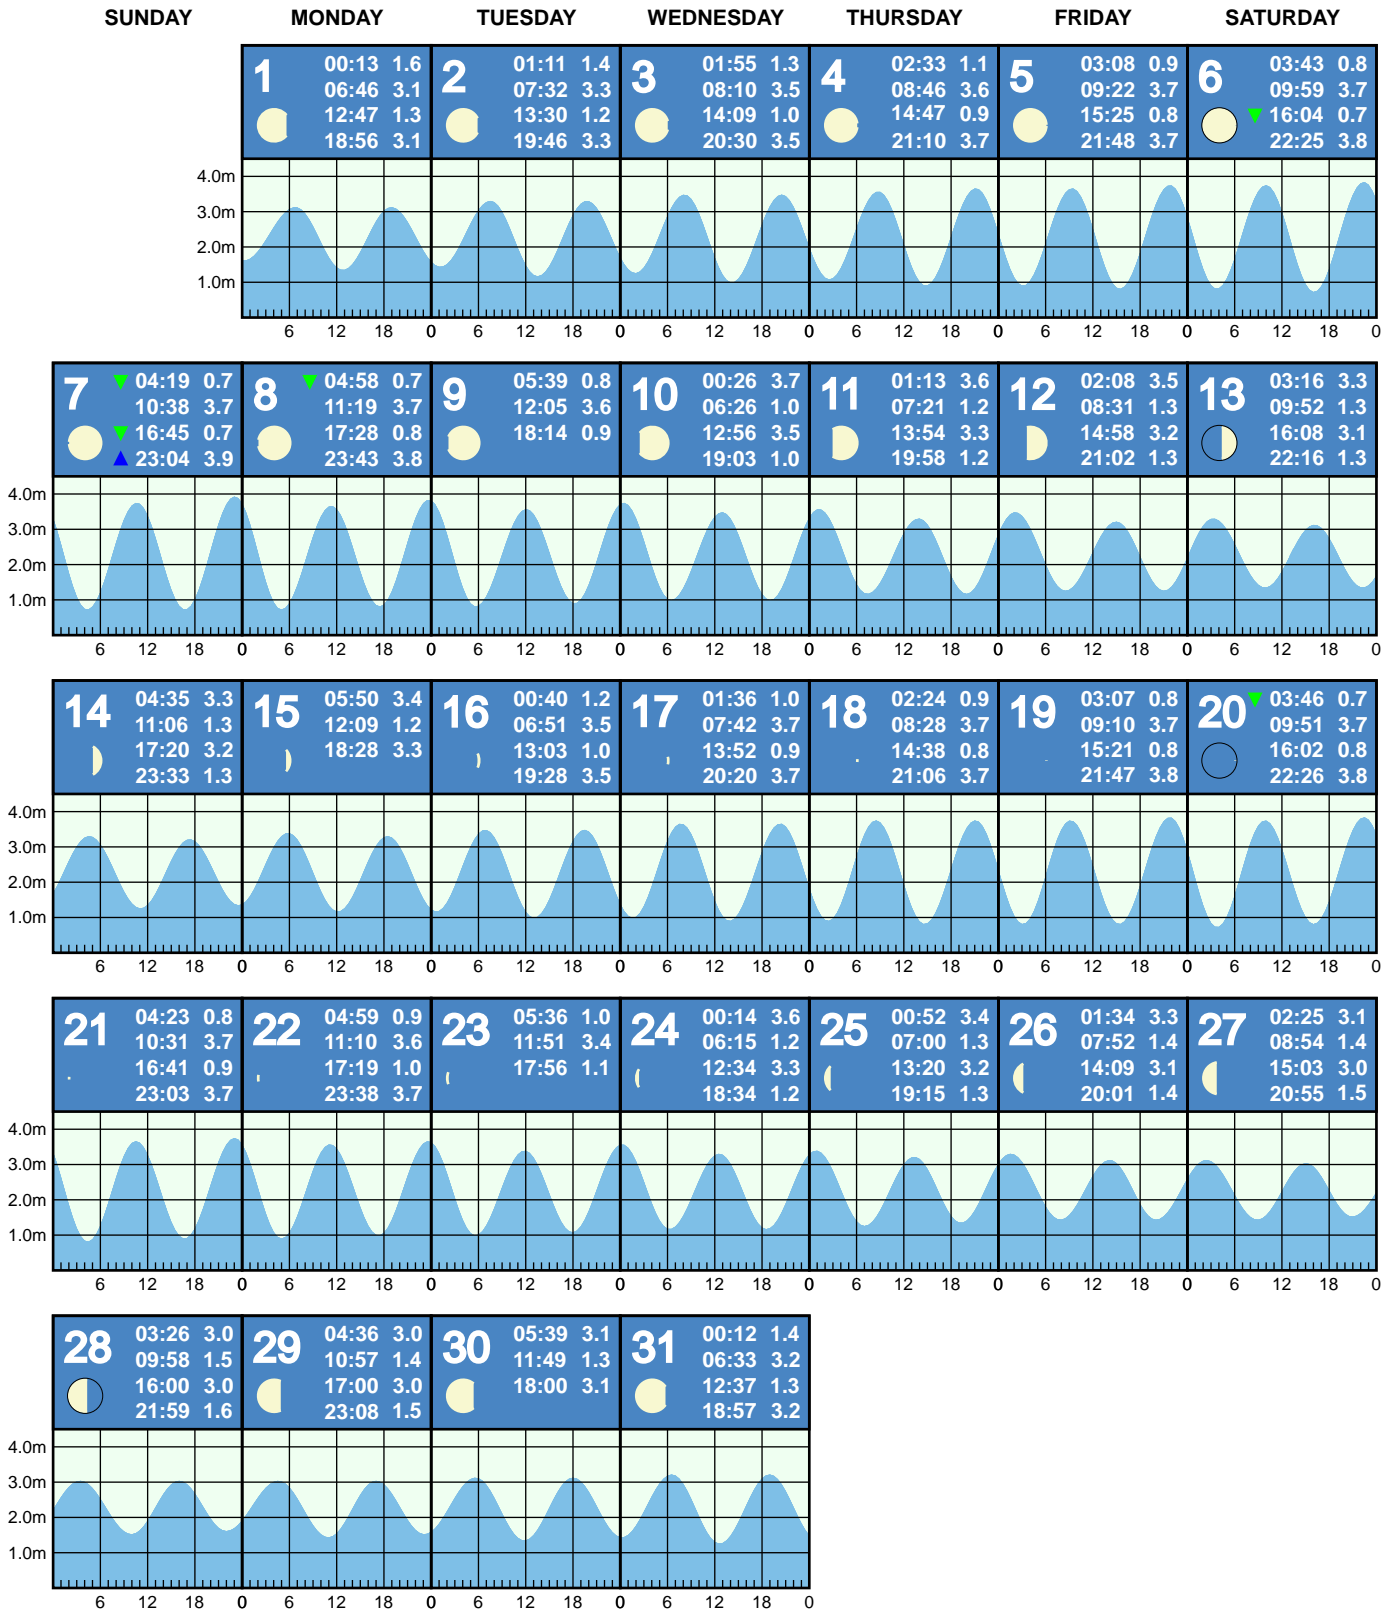 SUNDAY MONDAY TUESDAY WEDNESDAY THURSDAY FRIDAY SATURDAY
1 00:13 1.6
06:46 3.1
12:47 1.3
18:56 3.1
2 01:11 1.4
07:32 3.3
13:30 1.2
19:46 3.3
3 01:55 1.3
08:10 3.5
14:09 1.0
20:30 3.5
4 02:33 1.1
08:46 3.6
14:47 0.9
21:10 3.7
5 03:08 0.9
09:22 3.7
15:25 0.8
21:48 3.7
6 03:43 0.8
09:59 3.7
16:04 0.7
22:25 3.8
4.0m
3.0m
2.0m
1.0m
6 12 18 0 6 12 18 0 6 12 18 0 6 12 18 0 6 12 18 0 6 12 18 0
7 04:19 0.7
10:38 3.7
16:45 0.7
23:04 3.9
8 04:58 0.7
11:19 3.7
17:28 0.8
23:43 3.8
9 05:39 0.8
12:05 3.6
18:14 0.9
10 00:26 3.7
06:26 1.0
12:56 3.5
19:03 1.0
11 01:13 3.6
07:21 1.2
13:54 3.3
19:58 1.2
12 02:08 3.5
08:31 1.3
14:58 3.2
21:02 1.3
13 03:16 3.3
09:52 1.3
16:08 3.1
22:16 1.3
4.0m
3.0m
2.0m
1.0m
6 12 18 0 6 12 18 0 6 12 18 0 6 12 18 0 6 12 18 0 6 12 18 0 6 12 18 0
14 04:35 3.3
11:06 1.3
17:20 3.2
23:33 1.3
15 05:50 3.4
12:09 1.2
18:28 3.3
16 00:40 1.2
06:51 3.5
13:03 1.0
19:28 3.5
17 01:36 1.0
07:42 3.7
13:52 0.9
20:20 3.7
18 02:24 0.9
08:28 3.7
14:38 0.8
21:06 3.7
19 03:07 0.8
09:10 3.7
15:21 0.8
21:47 3.8
20 03:46 0.7
09:51 3.7
16:02 0.8
22:26 3.8
4.0m
3.0m
2.0m
1.0m
6 12 18 0 6 12 18 0 6 12 18 0 6 12 18 0 6 12 18 0 6 12 18 0 6 12 18 0
21 04:23 0.8
10:31 3.7
16:41 0.9
23:03 3.7
22 04:59 0.9
11:10 3.6
17:19 1.0
23:38 3.7
23 05:36 1.0
11:51 3.4
17:56 1.1
24 00:14 3.6
06:15 1.2
12:34 3.3
18:34 1.2
25 00:52 3.4
07:00 1.3
13:20 3.2
19:15 1.3
26 01:34 3.3
07:52 1.4
14:09 3.1
20:01 1.4
27 02:25 3.1
08:54 1.4
15:03 3.0
20:55 1.5
4.0m
3.0m
2.0m
1.0m
6 12 18 0 6 12 18 0 6 12 18 0 6 12 18 0 6 12 18 0 6 12 18 0 6 12 18 0
28 03:26 3.0
09:58 1.5
16:00 3.0
21:59 1.6
29 04:36 3.0
10:57 1.4
17:00 3.0
23:08 1.5
30 05:39 3.1
11:49 1.3
18:00 3.1
31 00:12 1.4
06:33 3.2
12:37 1.3
18:57 3.2
4.0m
3.0m
2.0m
1.0m
6 12 18 0 6 12 18 0 6 12 18 0 6 12 18 0